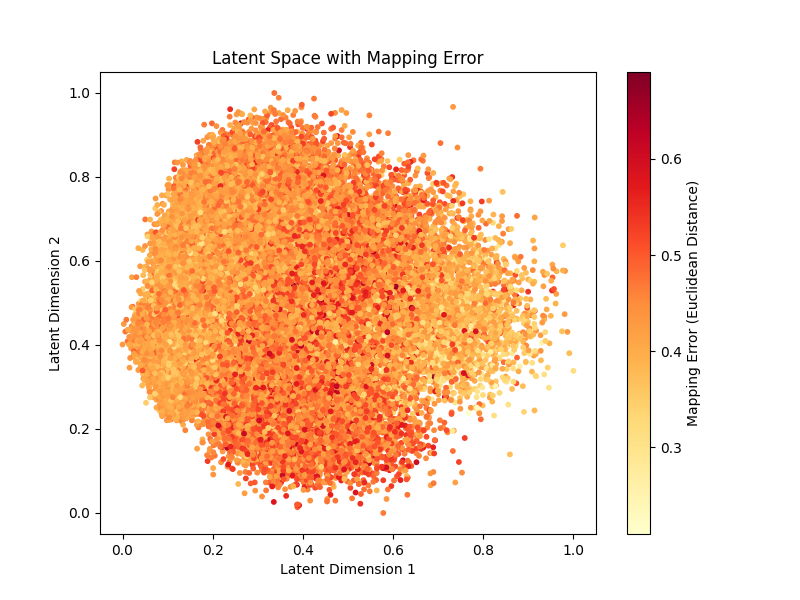 Latent Space with Mapping Error
1.0
0.8
0.6
0.4
0.2
0.0
Latent Dimension 2
0.0 0.2 0.4 0.6 0.8 1.0
Latent Dimension 1
0.6
0.5
0.4
0.3
Mapping Error (Euclidean Distance)